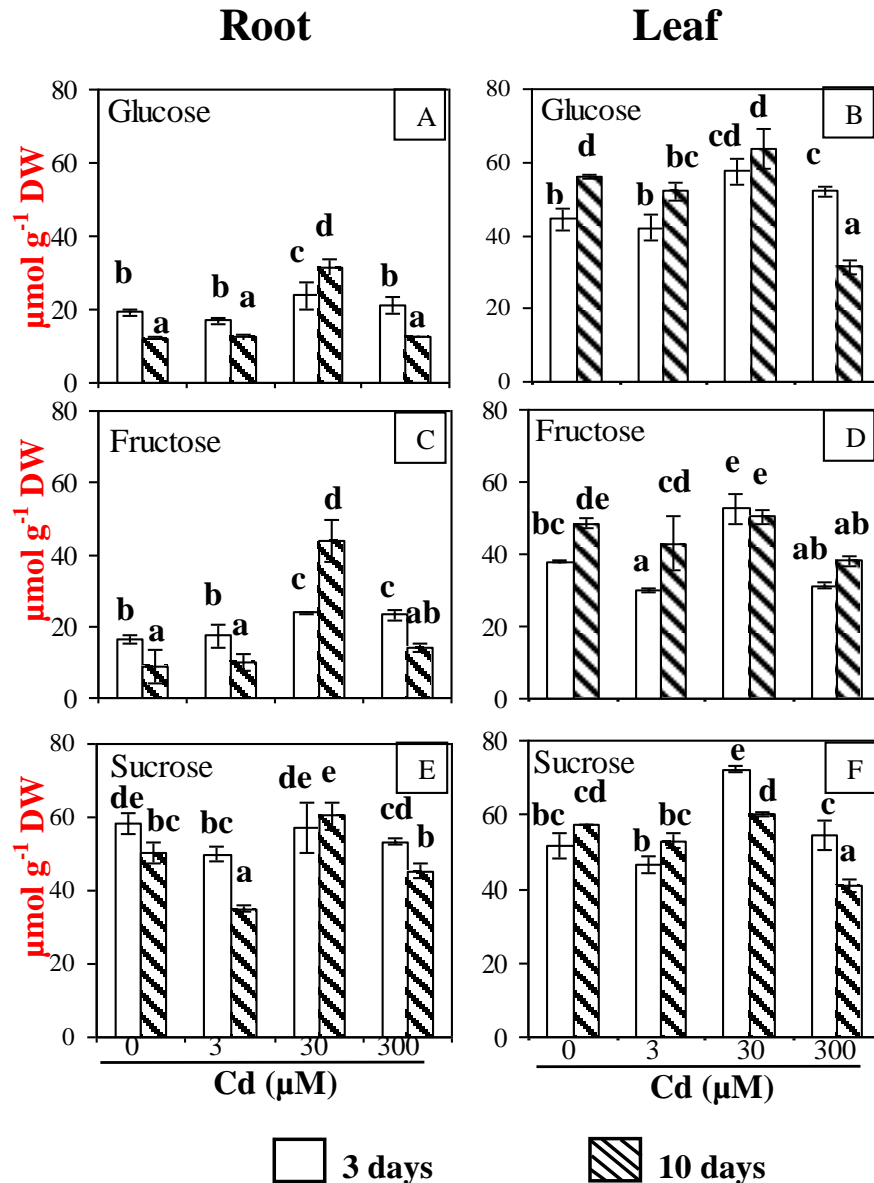 Root Leaf
80 60 40 20 0
µmol g-1 DW
Glucose A
b a b a c d b a
80 60 40 20 0
Glucose B
b d b bc cd d c a
80 60 40 20 0
µmol g-1 DW
Fructose C
b a b a c d c ab
80 60 40 20 0
Fructose D
bc de a cd e e ab ab
80 60 40 20 0
µmol g-1 DW
Sucrose E
de bc bc a de e cd b
0 3 30 300
Cd (µM)
80 60 40 20 0
Sucrose F
bc cd b bc e d c a
0 3 30 300
Cd (µM)
3 days 10 days